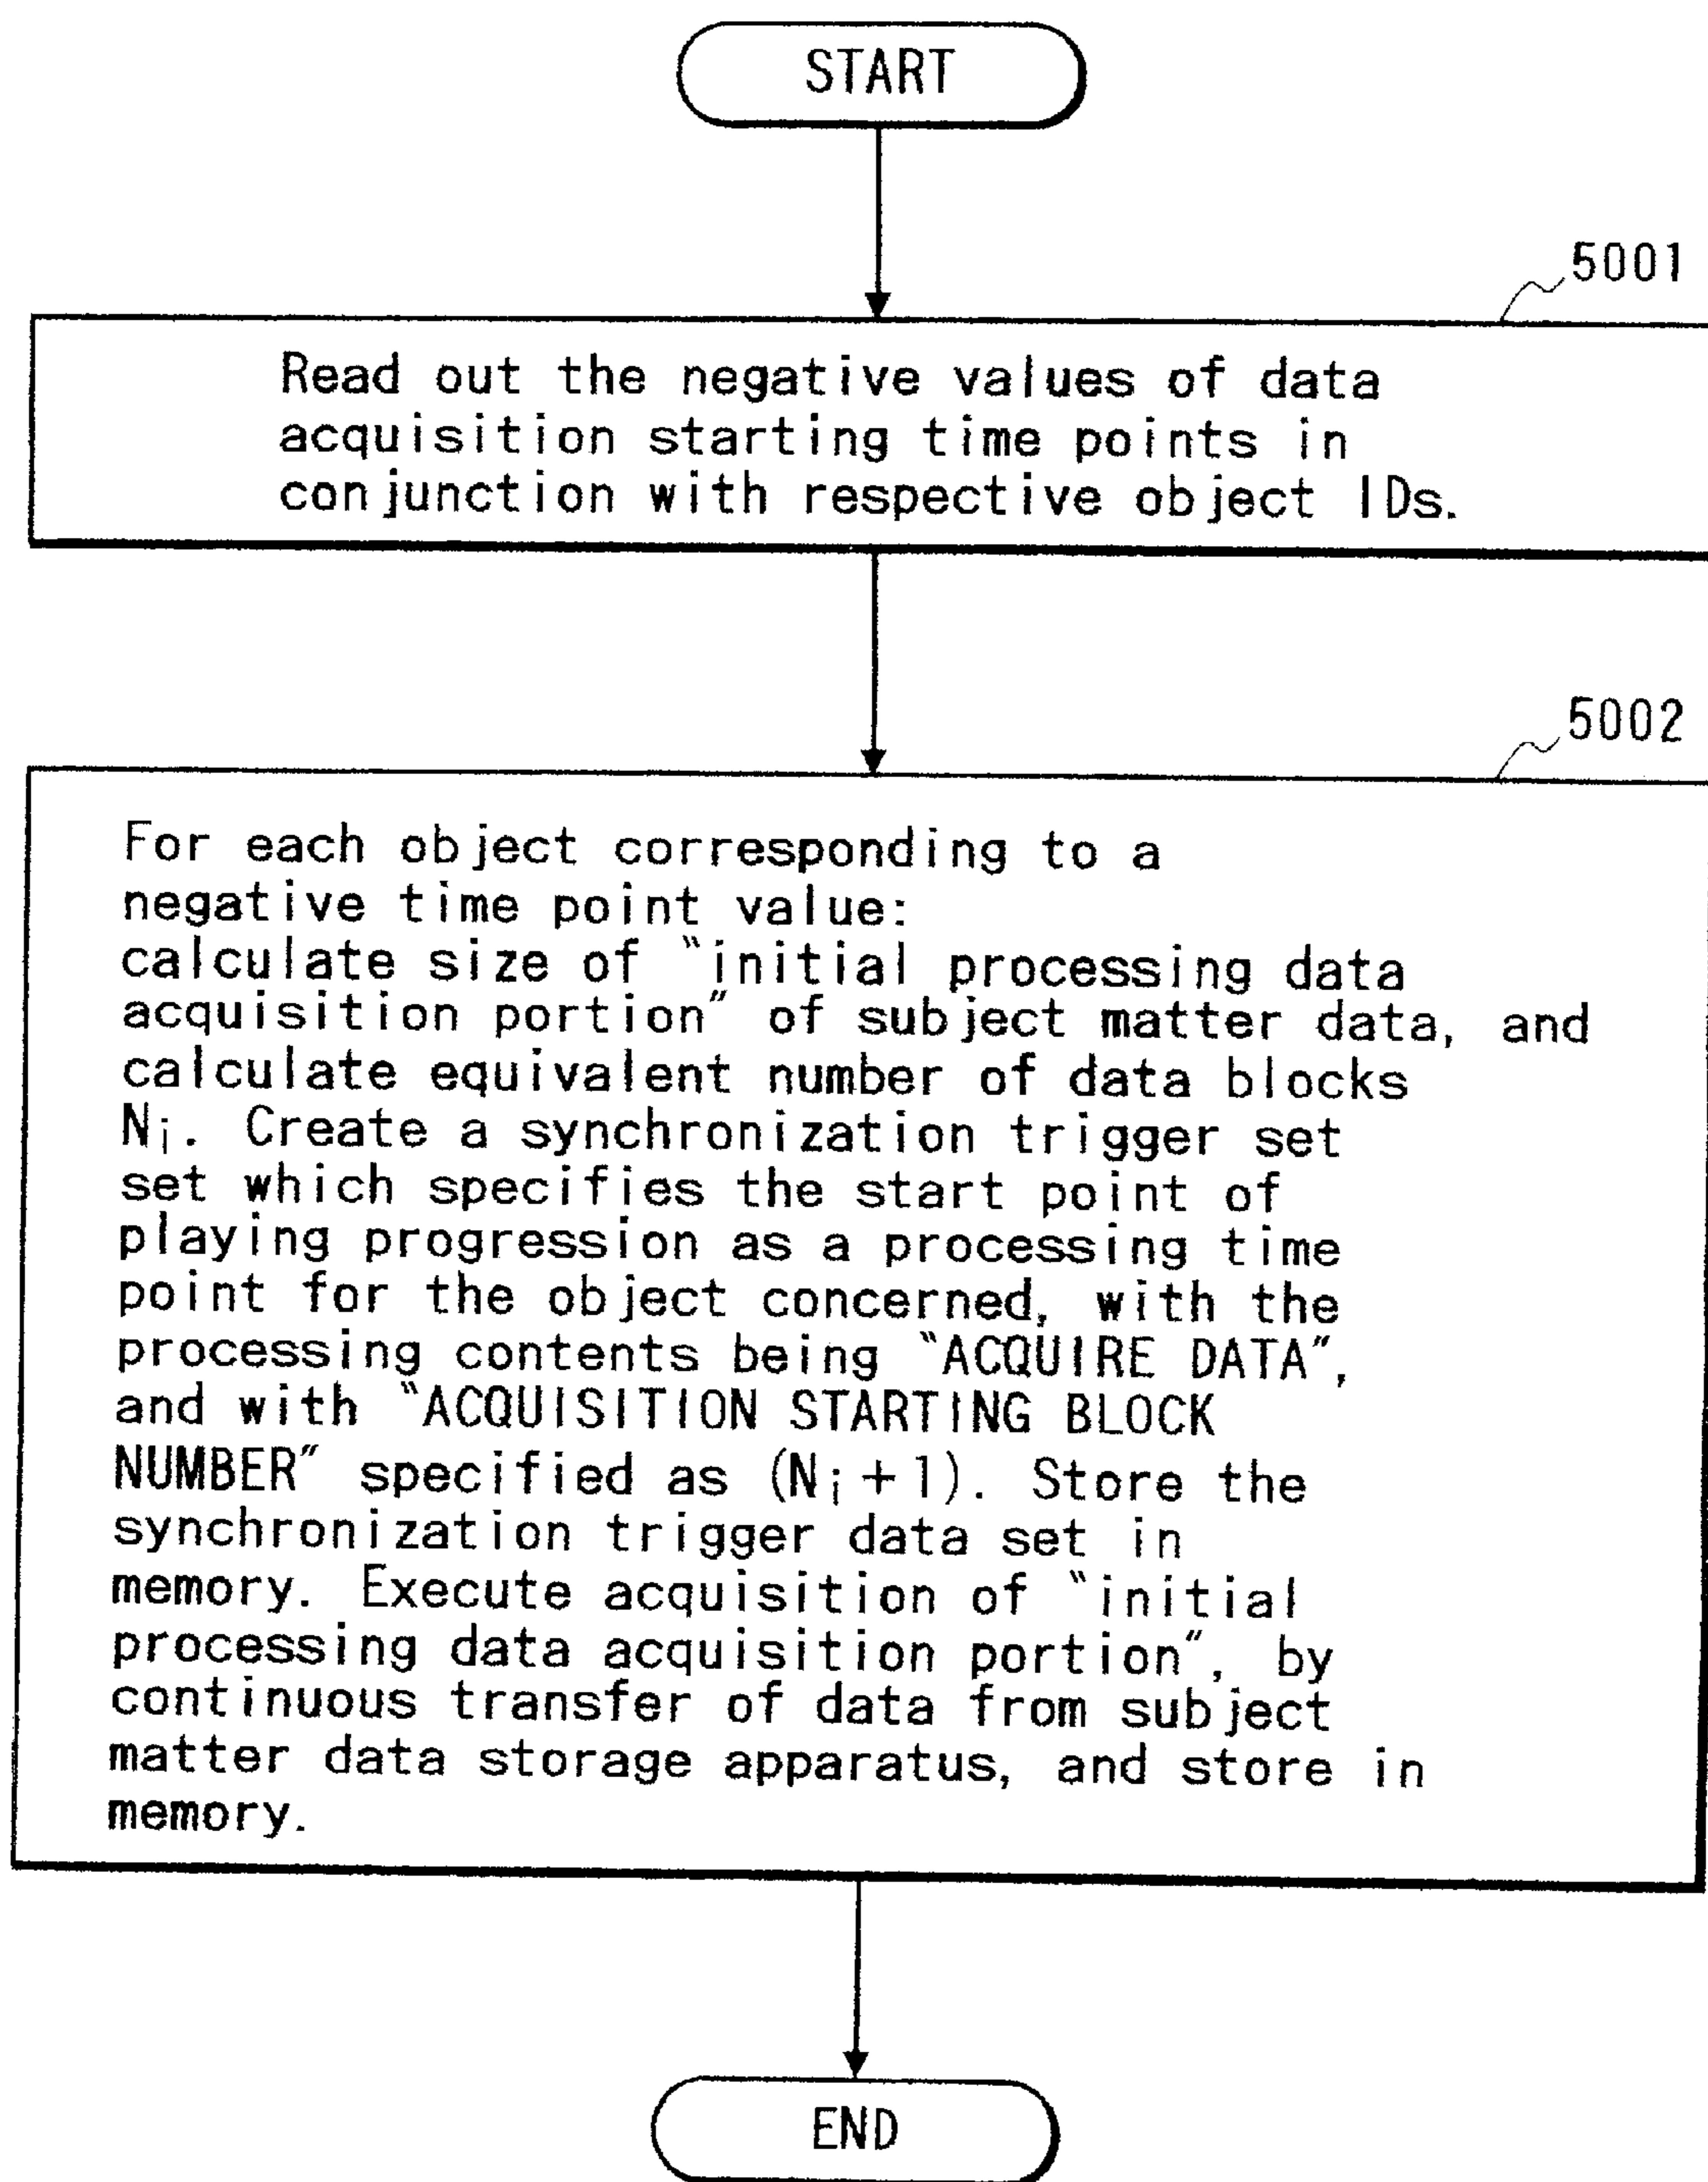 START
5001
Read out the negative values of data
acquisition starting time points in
conjunction with respective object IDs.
5002
For each object corresponding to a
negative time point value:
calculate size of "initial processing data
acquisition portion" of subject matter data, and
calculate equivalent number of data blocks
Ni. Create a synchronization trigger set
set which specifies the start point of
playing progression as a processing time
point for the object concerned, with the
processing contents being "ACQUIRE DATA",
and with "ACQUISITION STARTING BLOCK
NUMBER" specified as (Ni+1). Store the
synchronization trigger data set in
memory. Execute acquisition of "initial
processing data acquisition portion", by
continuous transfer of data from subject
matter data storage apparatus, and store in
memory.
END